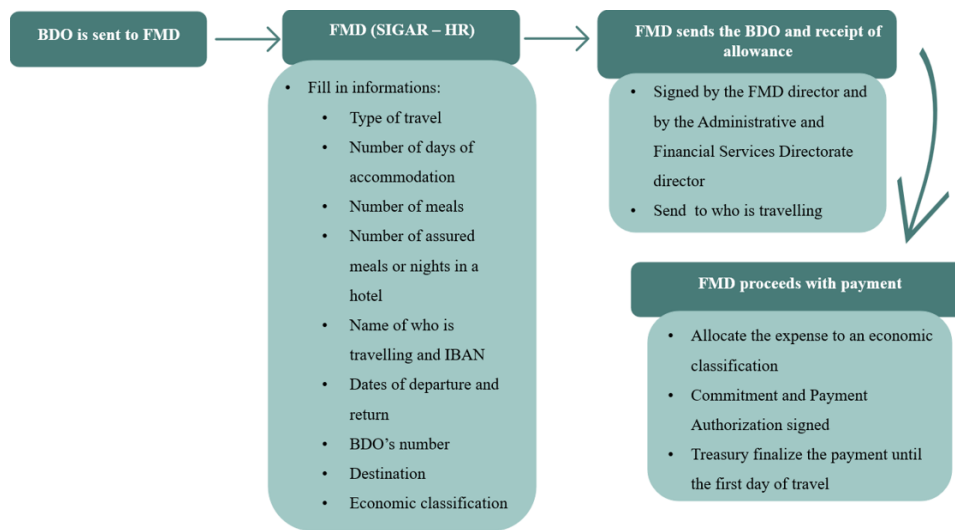 BDO is sent to FMD
FMD (SIGAR – HR)
• Fill in informations:
• Type of travel
• Number of days of
accommodation
• Number of meals
• Number of assured
meals or nights in a
hotel
• Name of who is
travelling and IBAN
• Dates of departure and
return
• BDO’s number
• Destination
• Economic classification
FMD sends the BDO and receipt of
allowance
• Signed by the FMD director and
by the Administrative and
Financial Services Directorate
director
• Send to who is travelling
FMD proceeds with payment
• Allocate the expense to an economic
classification
• Commitment and Payment
Authorization signed
• Treasury finalize the payment until
the first day of travel